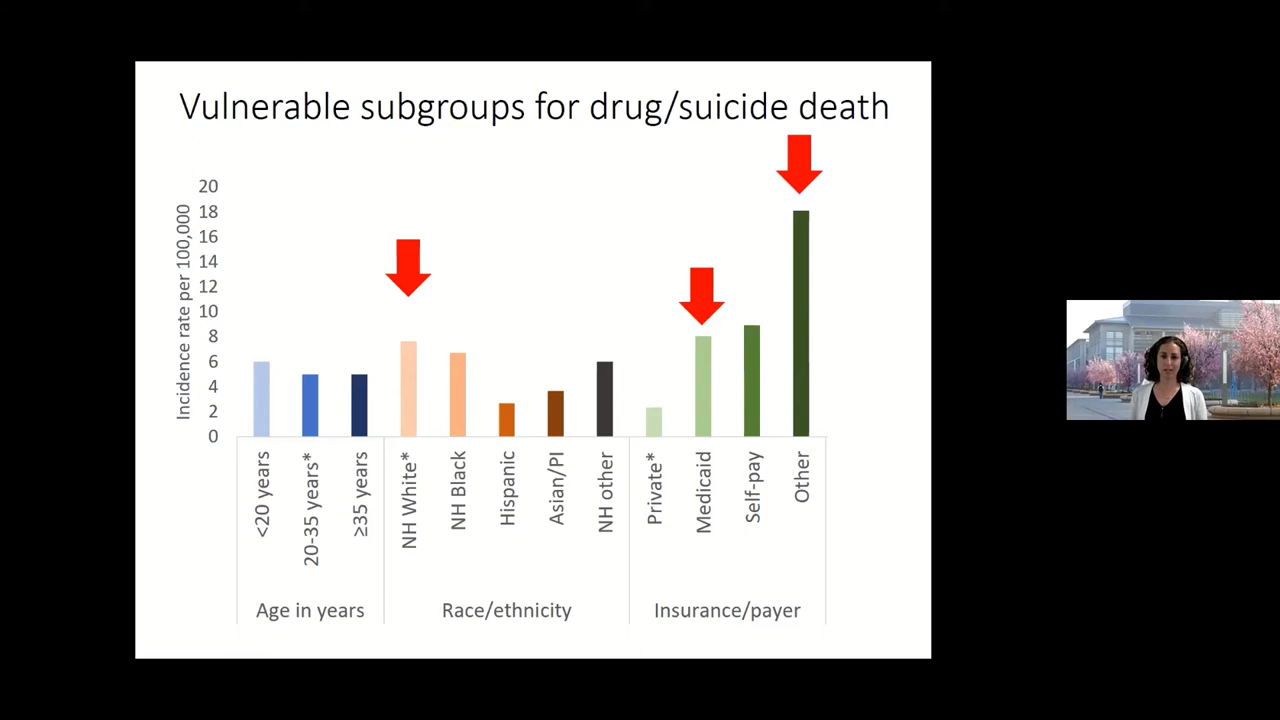 Vulnerable subgroups for drug/suicide death
Incidence rate per 100,000
20
18
16
14
12
10
8
6
4
2
0
<20 years
20-35 years*
≥35 years
NH White*
NH Black
Hispanic
Asian/PI
NH other
Private*
Medicaid
Self-pay
Other
Age in years
Race/ethnicity
Insurance/payer